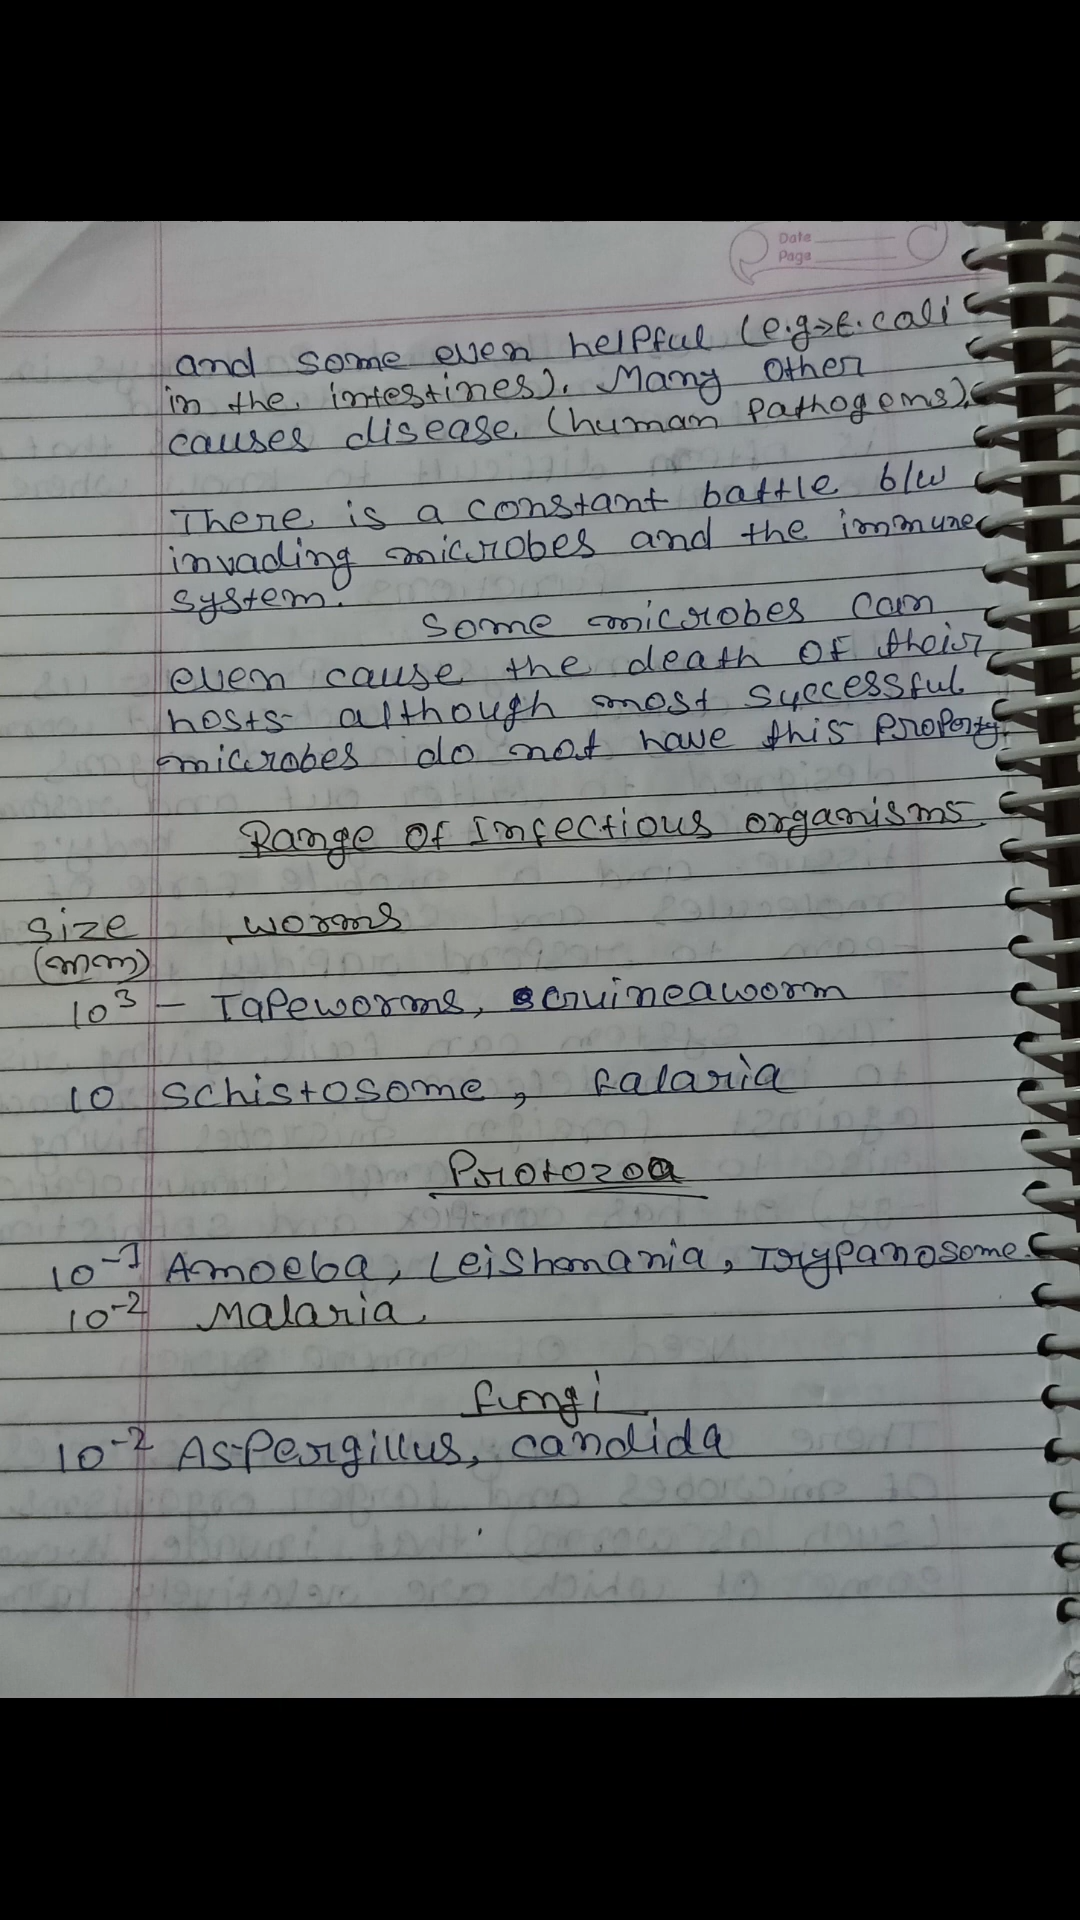 Date
Page
and some even helpful (e.g→E.cali
in the intestines). Many other
causes disease (human pathogens).
There is a constant battle b/w
invading microbes and the immune
system.
Some microbes can
even cause the death of their
hosts although most successful
microbes do not have this property.
Range of Infectious organisms
size worms
(mm)
10³ – Tapeworms, Gruineaworm
10 Schistosome, falaria
Protozoa
10⁻¹ Amoeba, Leishmania, Trypanosome.
10⁻² Malaria
fungi
10⁻² Aspergillus, candida